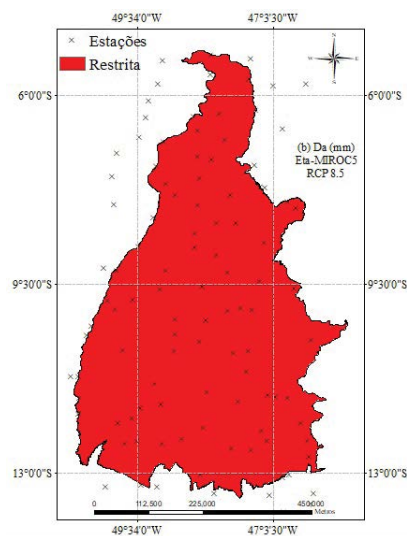 49°34'0"W 47°3'30"W
Estações
Restrita
6°0'0"S 6°0'0"S
(b) Da (mm)
Eta-MIROC5
RCP 8.5
9°30'0"S 9°30'0"S
13°0'0"S 13°0'0"S
0 112,500 225,000 450,000
Metros
49°34'0"W 47°3'30"W